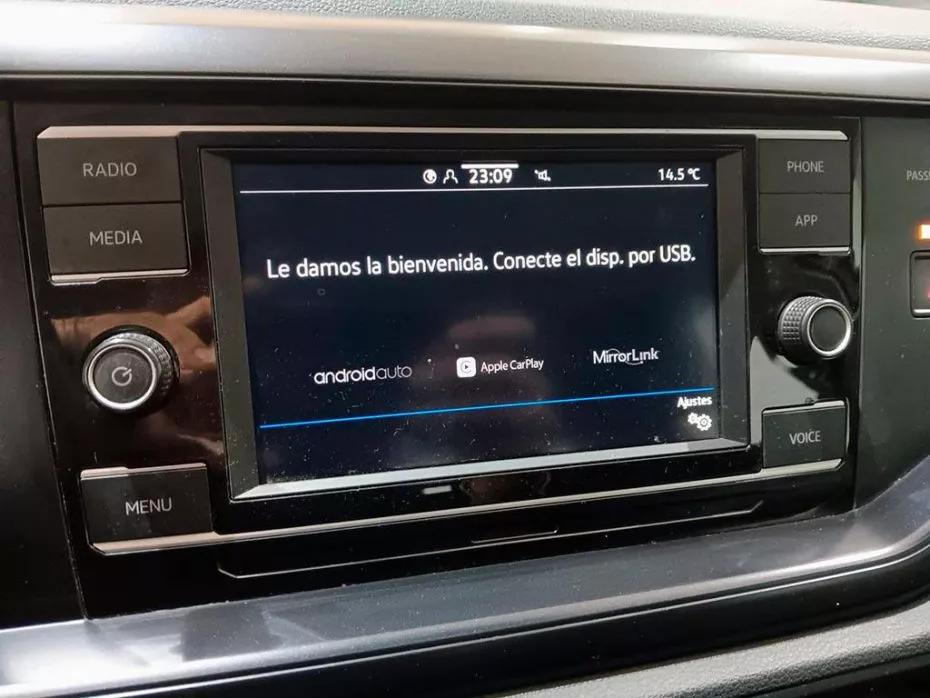 RADIO
MEDIA
MENU
23:09
14.5 °C
Le damos la bienvenida. Conecte el disp. por USB.
androidauto
Apple CarPlay
MirrorLink
Ajustes
PHONE
APP
VOICE